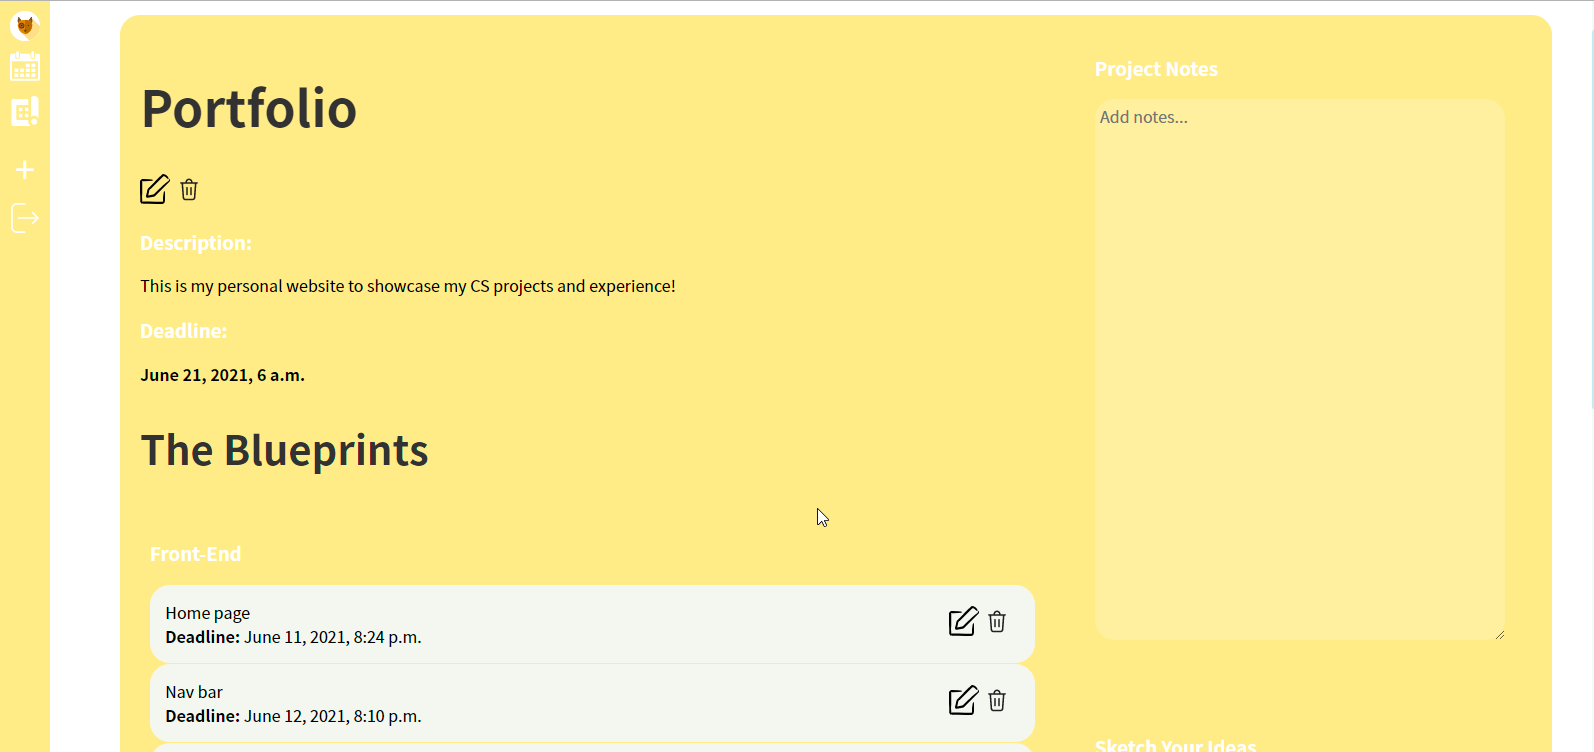 Portfolio
Description:
This is my personal website to showcase my CS projects and experience!
Deadline:
June 21, 2021, 6 a.m.
The Blueprints
Front-End
Home page
Deadline: June 11, 2021, 8:24 p.m.
Nav bar
Deadline: June 12, 2021, 8:10 p.m.
Project Notes
Add notes...
Sketch Your Ideas